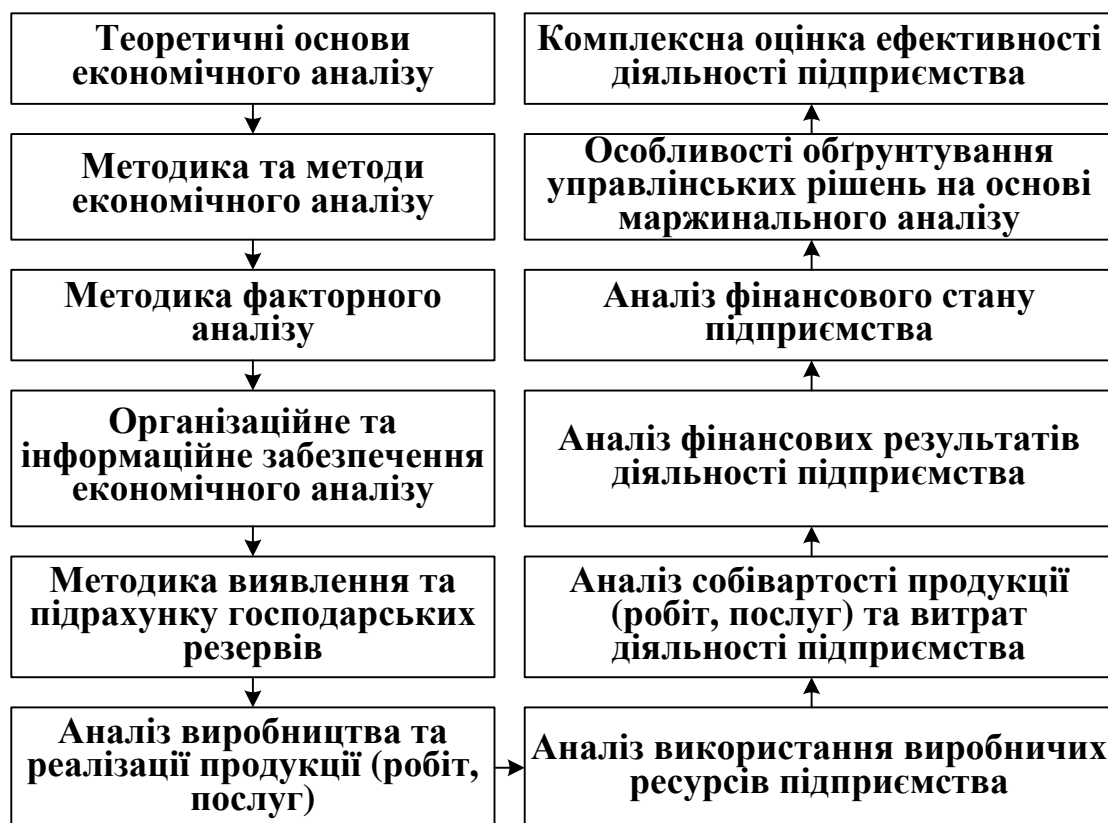 Теоретичні основи
економічного аналізу
Методика та методи
економічного аналізу
Методика факторного
аналізу
Організаційне та
інформаційне забезпечення
економічного аналізу
Методика виявлення та
підрахунку господарських
резервів
Аналіз виробництва та
реалізації продукції (робіт,
послуг)
Аналіз використання виробничих
ресурсів підприємства
Аналіз собівартості продукції
(робіт, послуг) та витрат
діяльності підприємства
Аналіз фінансових результатів
діяльності підприємства
Аналіз фінансового стану
підприємства
Особливості обґрунтування
управлінських рішень на основі
маржинального аналізу
Комплексна оцінка ефективності
діяльності підприємства